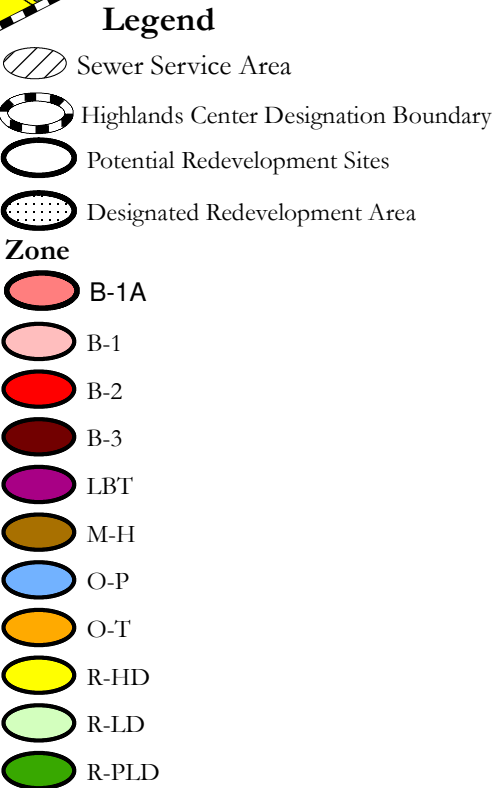 Legend
Sewer Service Area
Highlands Center Designation Boundary
Potential Redevelopment Sites
Designated Redevelopment Area
Zone
B-1A
B-1
B-2
B-3
LBT
M-H
O-P
O-T
R-HD
R-LD
R-PLD